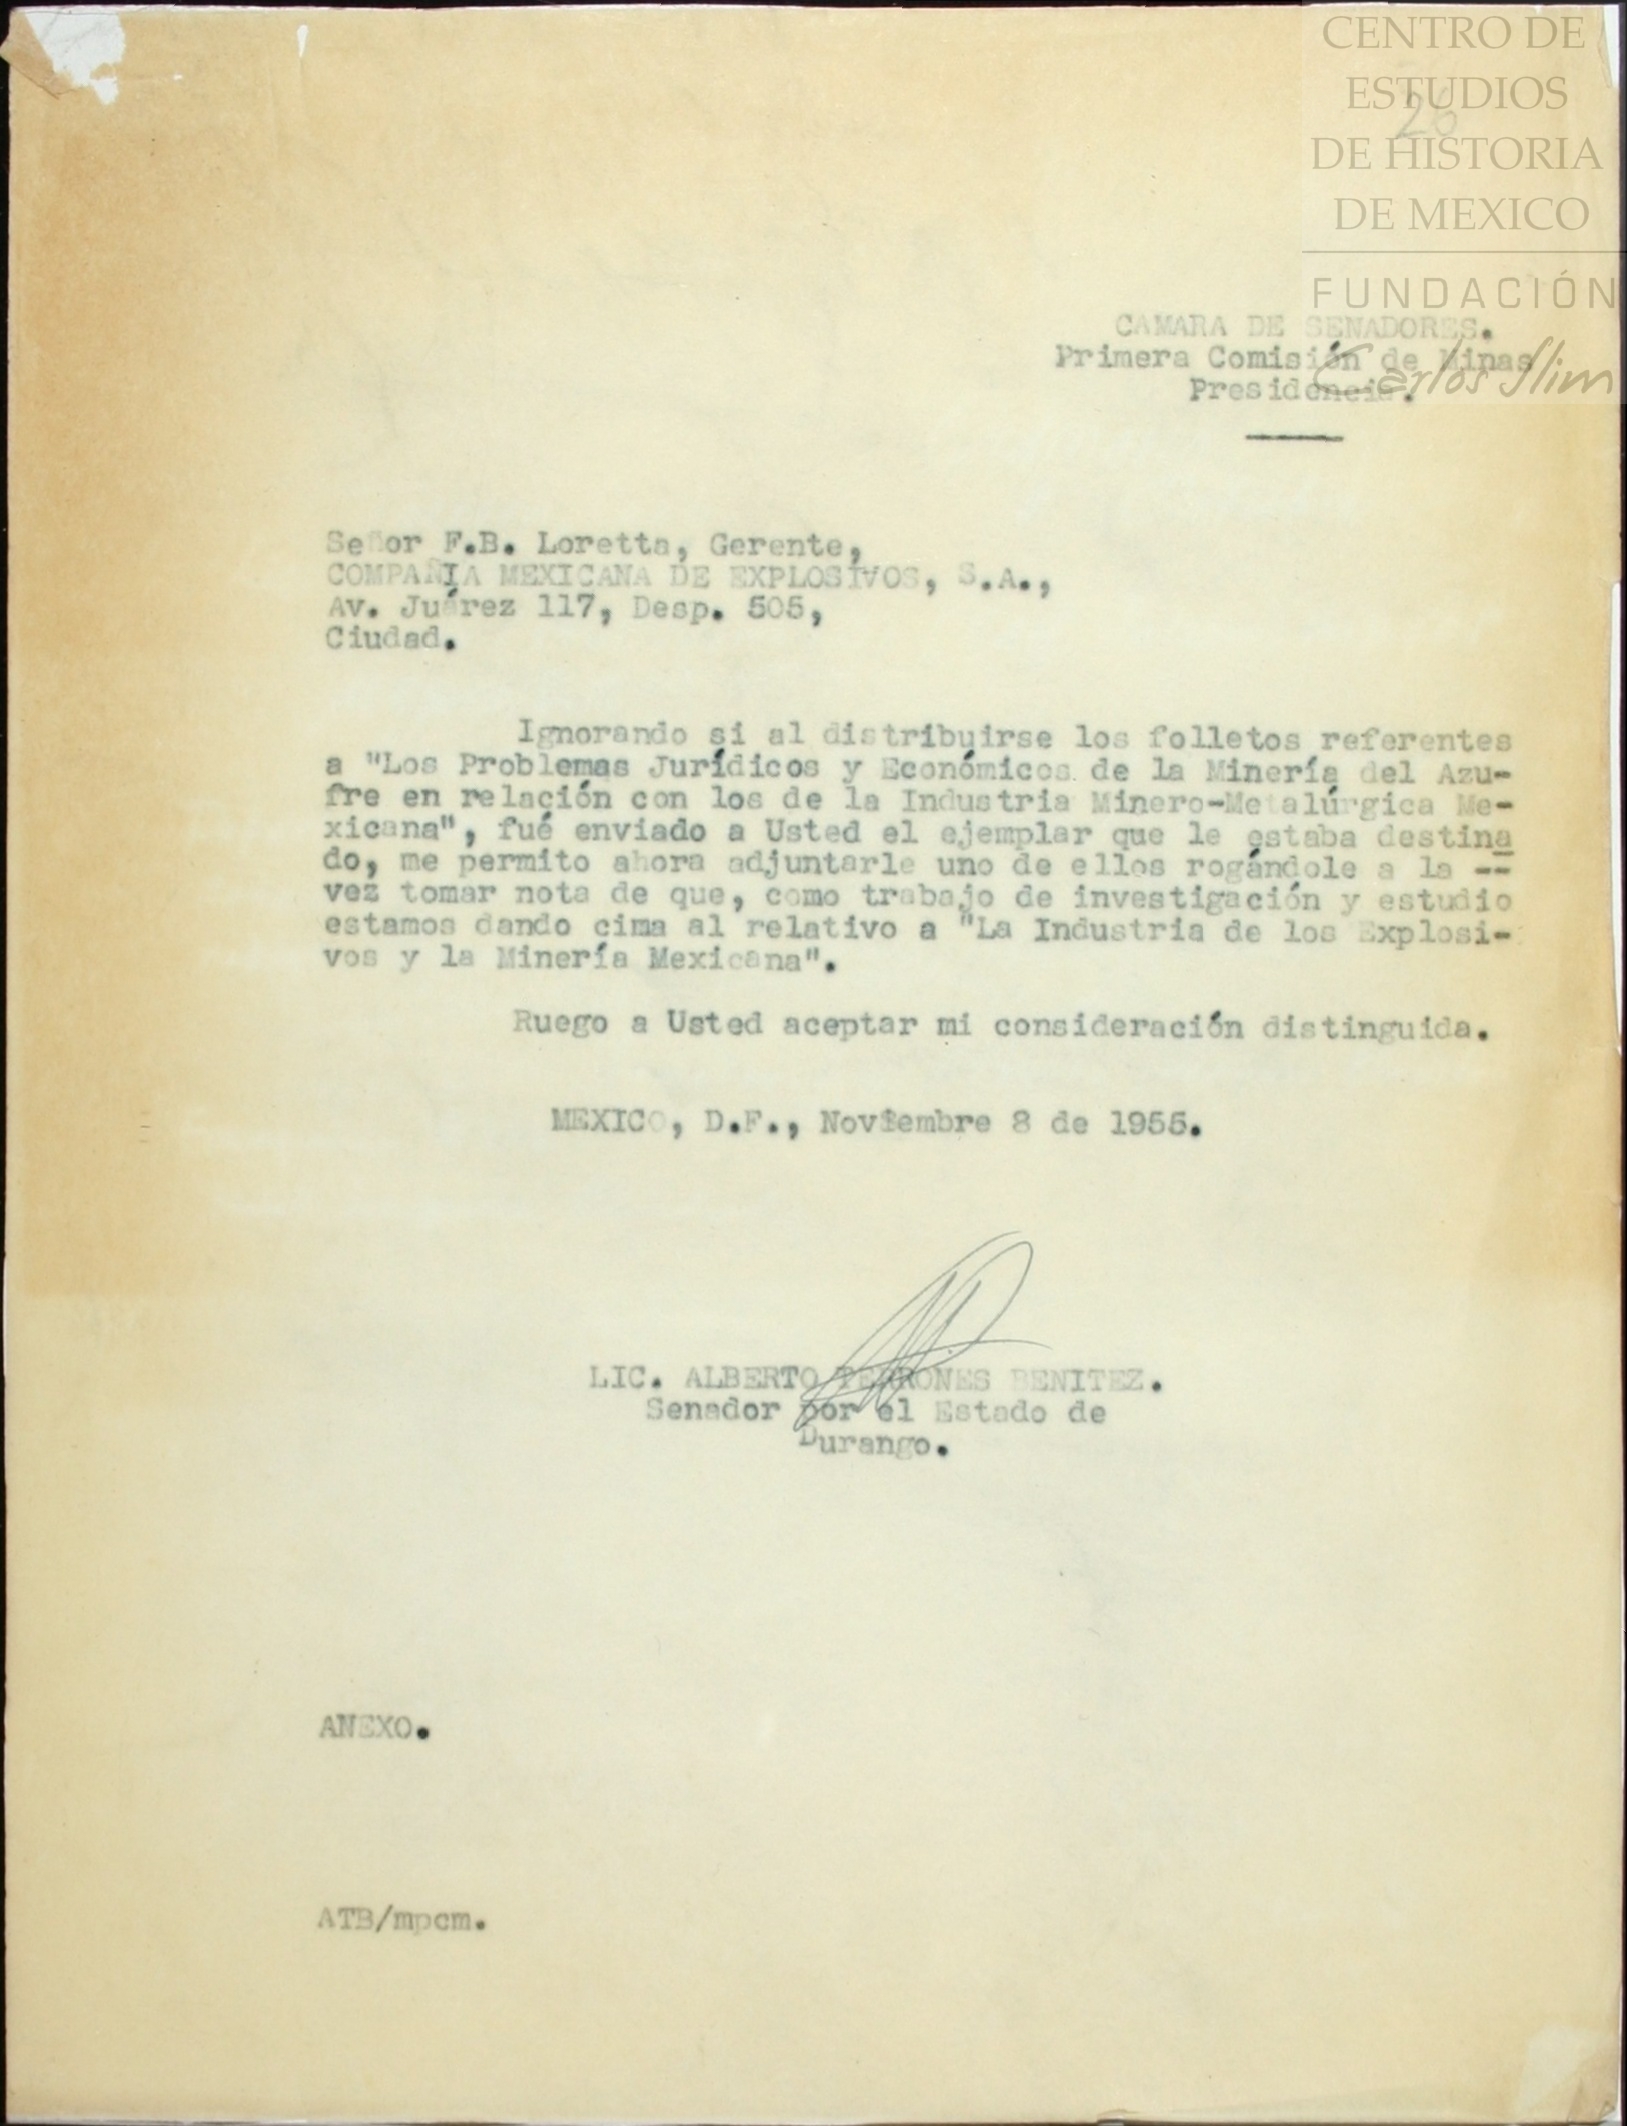 CENTRO DE
ESTUDIOS
26
DE HISTORIA
DE MEXICO
FUNDACIÓN
Carlos Slim
CAMARA DE SENADORES.
Primera Comisión de Minas
Presidencia.
Señor F.B. Loretta, Gerente,
COMPAÑIA MEXICANA DE EXPLOSIVOS, S.A.,
Av. Juárez 117, Desp. 505,
Ciudad.
Ignorando si al distribuirse los folletos referentes
a "Los Problemas Jurídicos y Económicos de la Minería del Azu-
fre en relación con los de la Industria Minero-Metalúrgica Me-
xicana", fué enviado a Usted el ejemplar que le estaba destina
do, me permito ahora adjuntarle uno de ellos rogándole a la --
vez tomar nota de que, como trabajo de investigación y estudio
estamos dando cima al relativo a "La Industria de los Explosi-
vos y la Minería Mexicana".
Ruego a Usted aceptar mi consideración distinguida.
MEXICO, D.F., Noviembre 8 de 1955.
LIC. ALBERTO TERRONES BENITEZ.
Senador por el Estado de
Durango.
ANEXO.
ATB/mpcm.